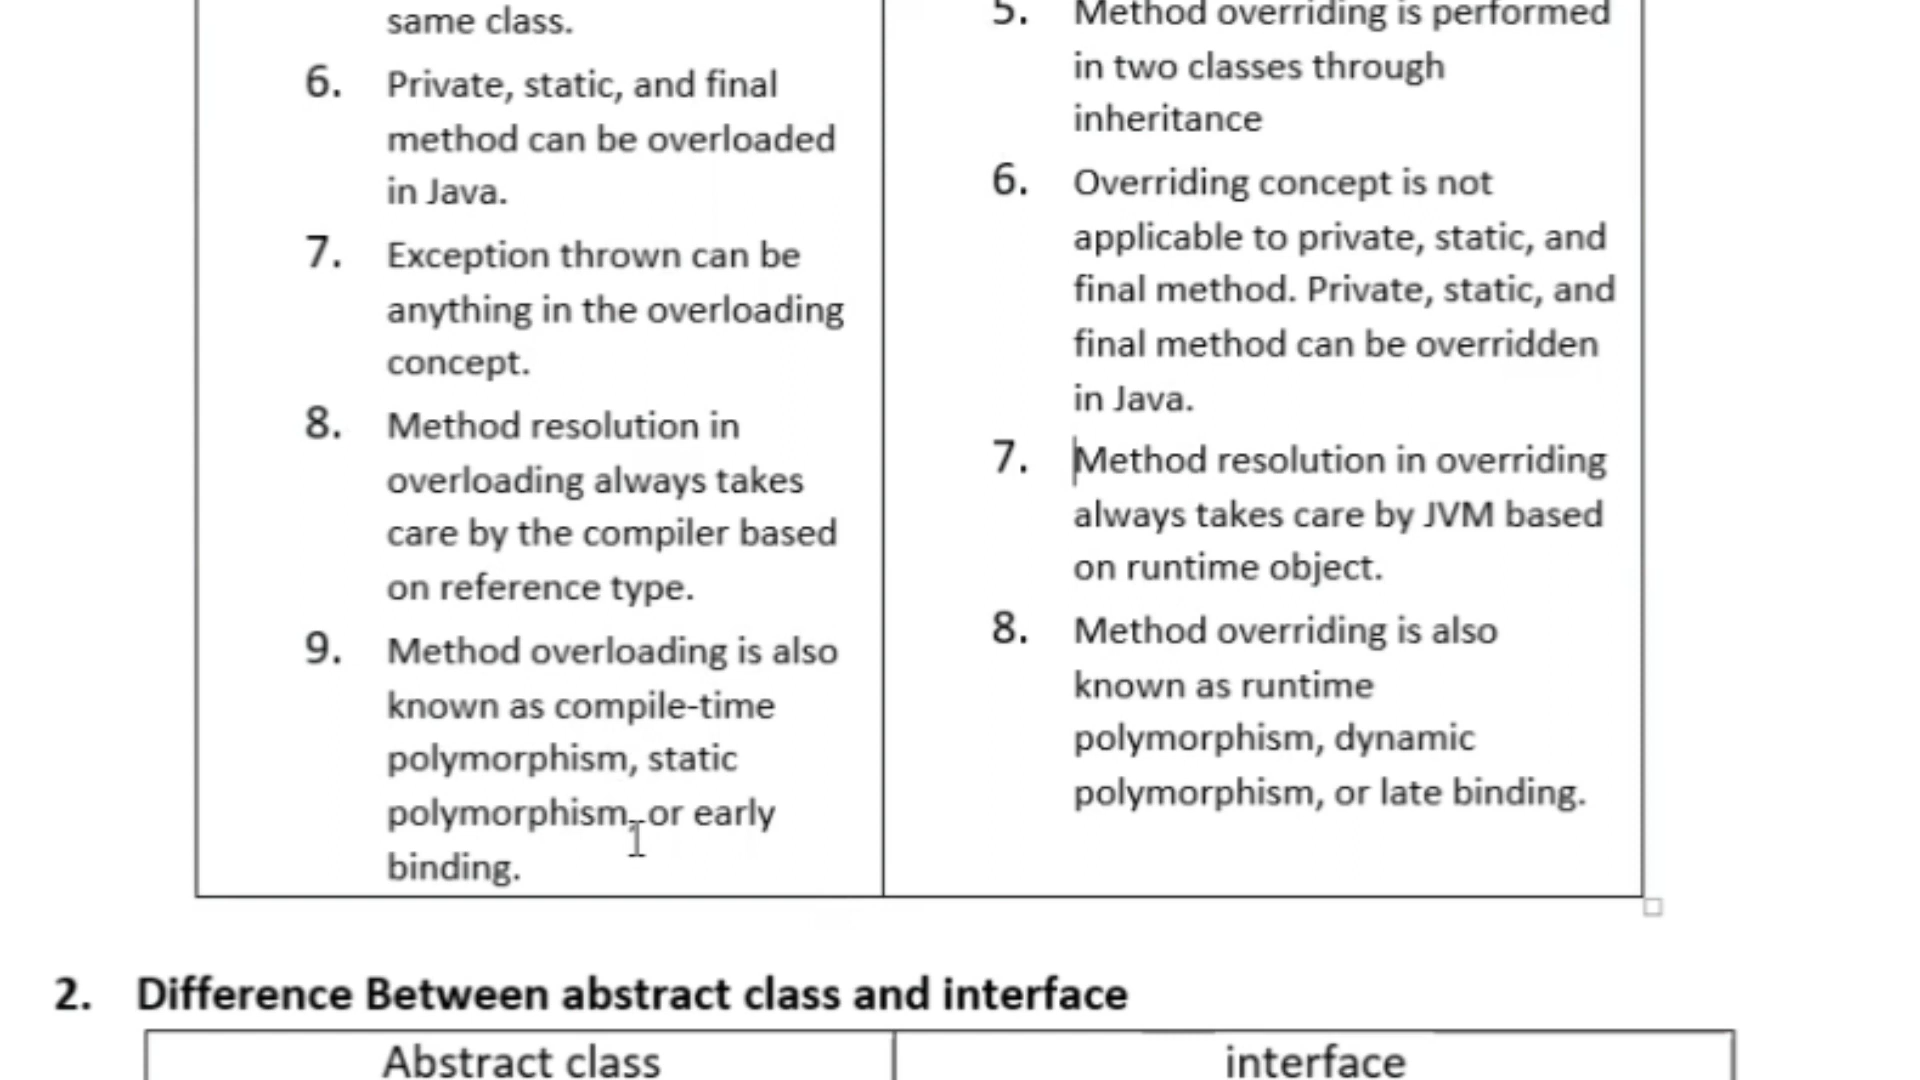 same class.
6. Private, static, and final
method can be overloaded
in Java.
7. Exception thrown can be
anything in the overloading
concept.
8. Method resolution in
overloading always takes
care by the compiler based
on reference type.
9. Method overloading is also
known as compile-time
polymorphism, static
polymorphism, or early
binding.
5. Method overriding is performed
in two classes through
inheritance
6. Overriding concept is not
applicable to private, static, and
final method. Private, static, and
final method can be overridden
in Java.
7. Method resolution in overriding
always takes care by JVM based
on runtime object.
8. Method overriding is also
known as runtime
polymorphism, dynamic
polymorphism, or late binding.
2. Difference Between abstract class and interface
Abstract class
interface